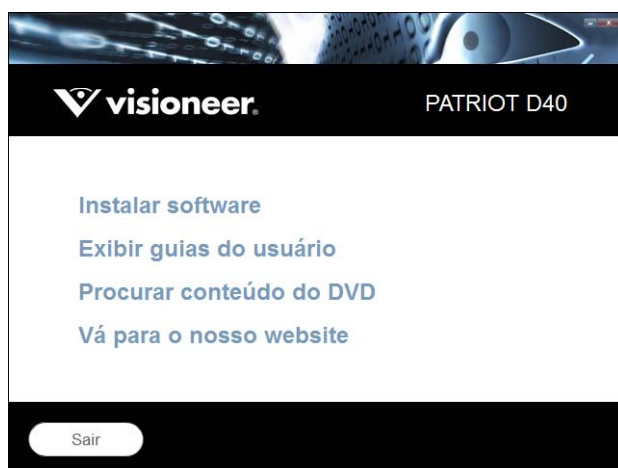 visioneer.
PATRIOT D40
Instalar software
Exibir guias do usuário
Procurar conteúdo do DVD
Vá para o nosso website
Sair